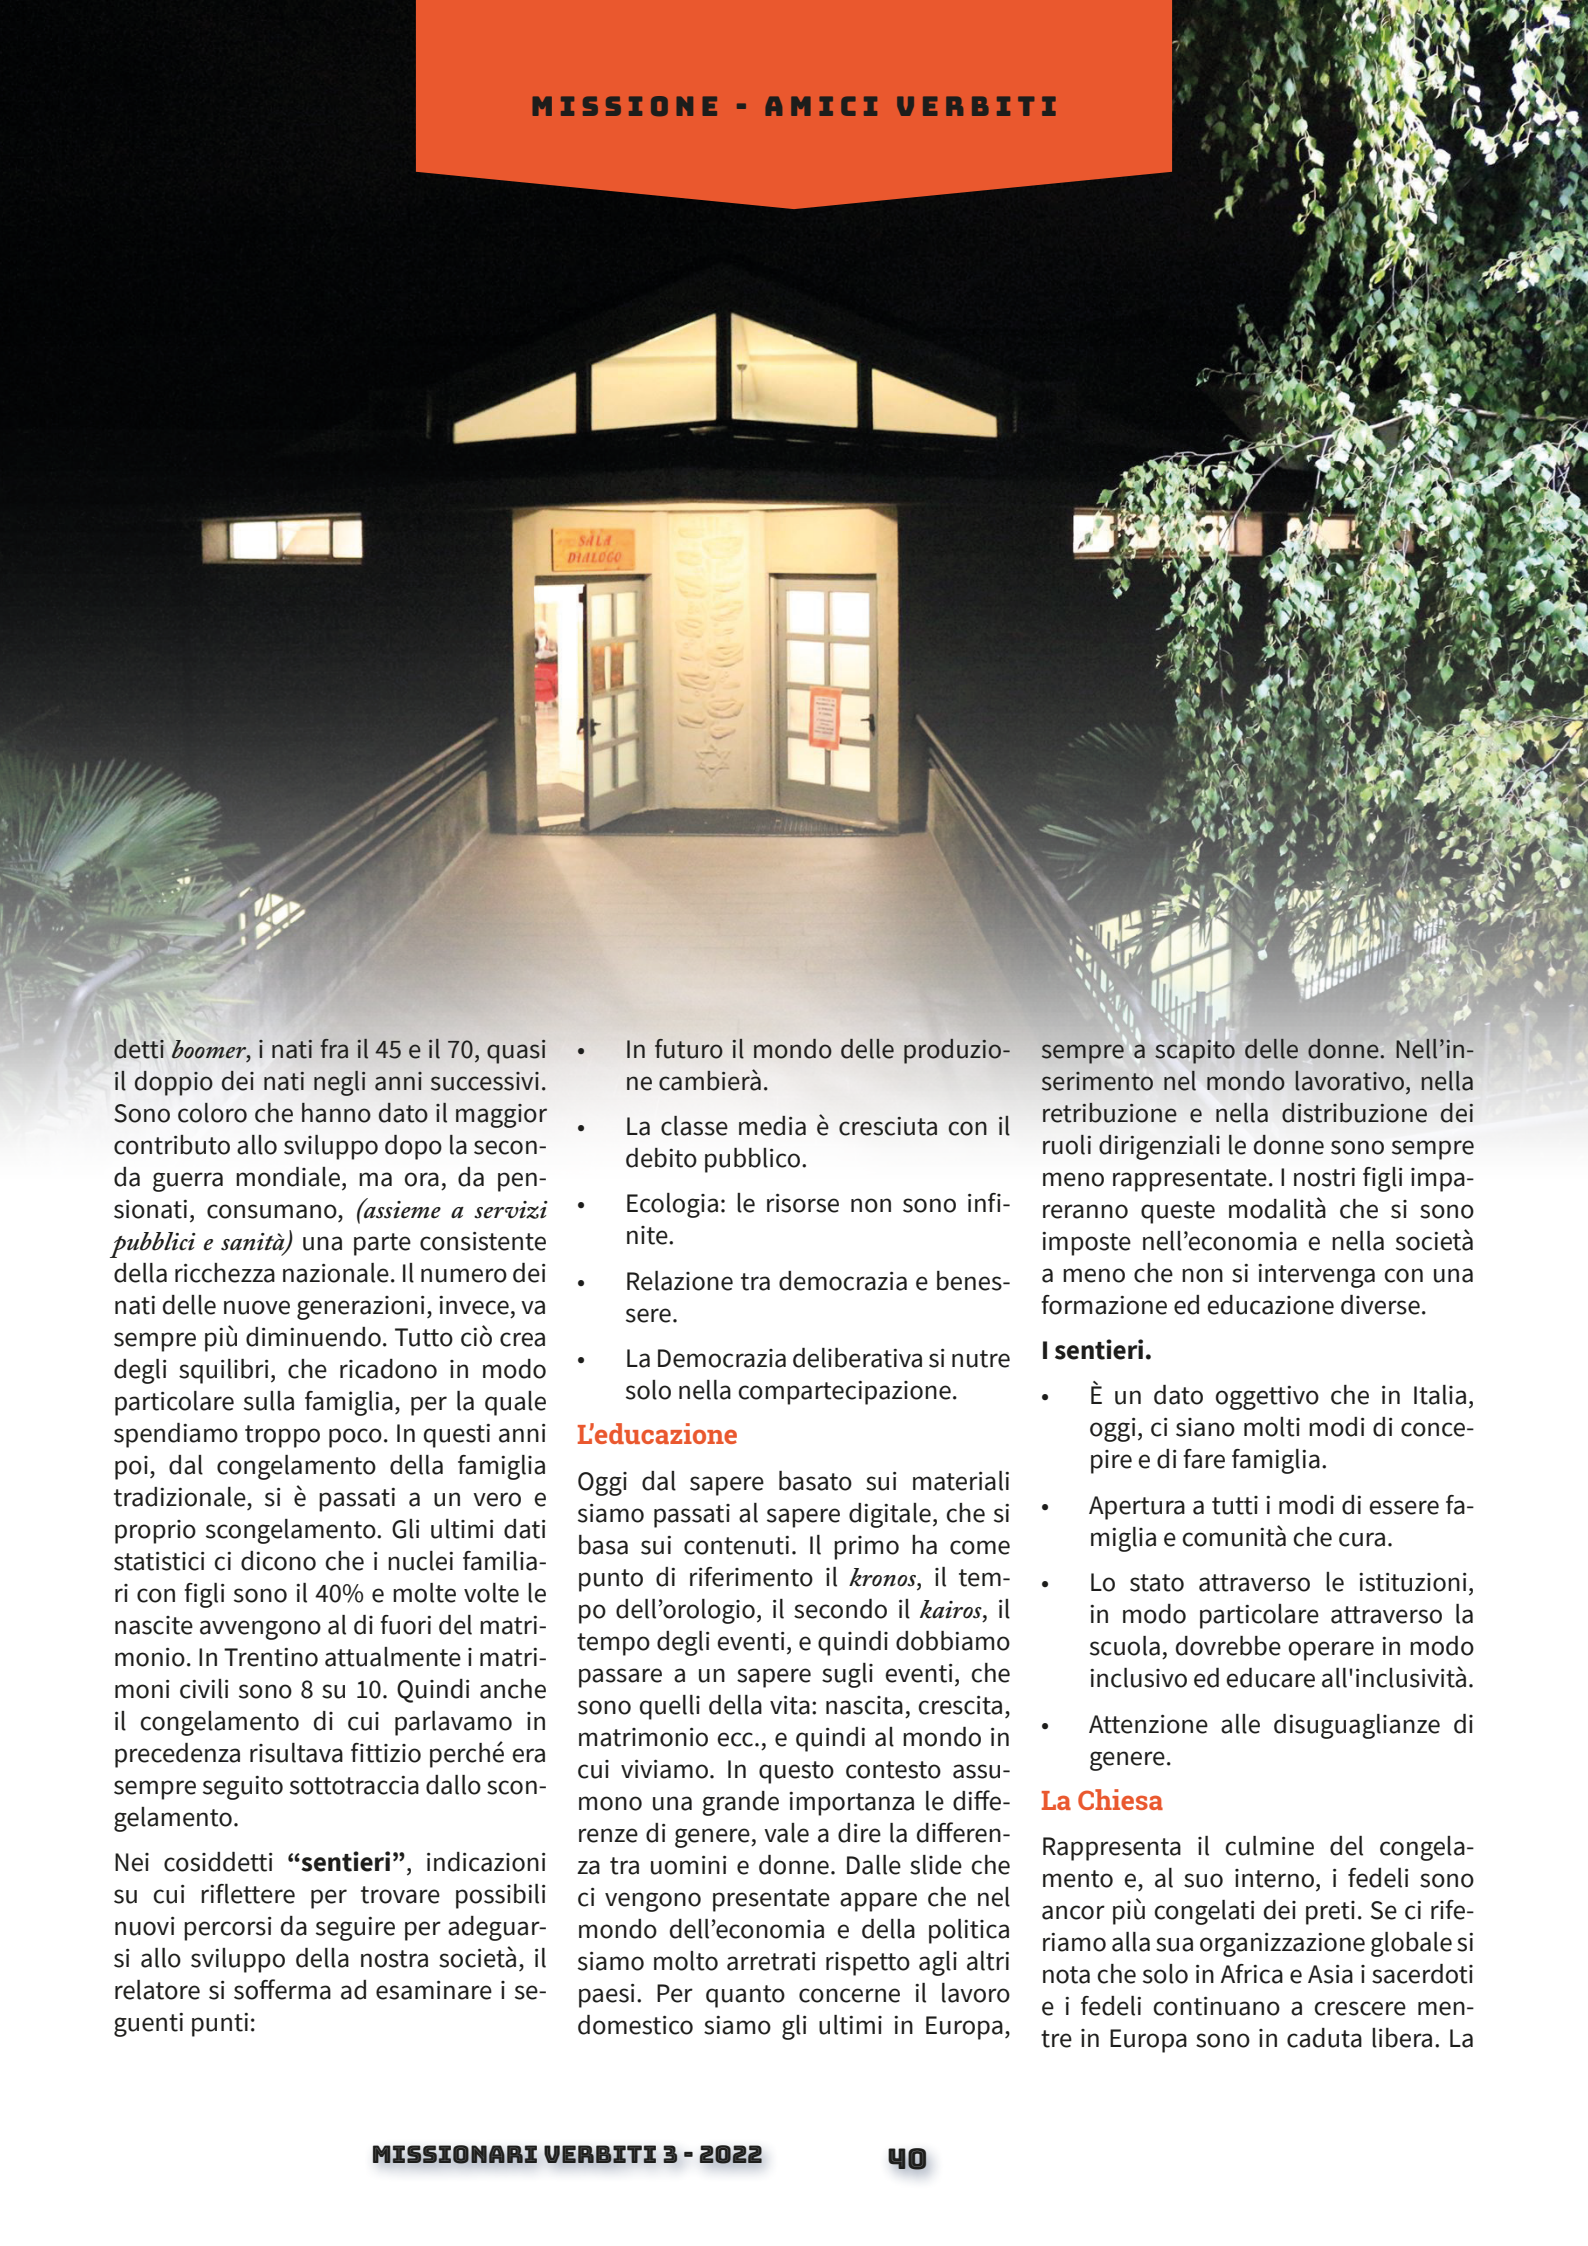 MISSIONE - AMICI VERBITI
SALA
DIALOGO
detti boomer, i nati fra il 45 e il 70, quasi
il doppio dei nati negli anni successivi.
Sono coloro che hanno dato il maggior
contributo allo sviluppo dopo la secon-
da guerra mondiale, ma ora, da pen-
sionati, consumano, (assieme a servizi
pubblici e sanità) una parte consistente
della ricchezza nazionale. Il numero dei
nati delle nuove generazioni, invece, va
sempre più diminuendo. Tutto ciò crea
degli squilibri, che ricadono in modo
particolare sulla famiglia, per la quale
spendiamo troppo poco. In questi anni
poi, dal congelamento della famiglia
tradizionale, si è passati a un vero e
proprio scongelamento. Gli ultimi dati
statistici ci dicono che i nuclei familia-
ri con figli sono il 40% e molte volte le
nascite avvengono al di fuori del matri-
monio. In Trentino attualmente i matri-
moni civili sono 8 su 10. Quindi anche
il congelamento di cui parlavamo in
precedenza risultava fittizio perché era
sempre seguito sottotraccia dallo scon-
gelamento.
Nei cosiddetti “sentieri”, indicazioni
su cui riflettere per trovare possibili
nuovi percorsi da seguire per adeguar-
si allo sviluppo della nostra società, il
relatore si sofferma ad esaminare i se-
guenti punti:
• In futuro il mondo delle produzio-
ne cambierà.
• La classe media è cresciuta con il
debito pubblico.
• Ecologia: le risorse non sono infi-
nite.
• Relazione tra democrazia e benes-
sere.
• La Democrazia deliberativa si nutre
solo nella compartecipazione.
L’educazione
Oggi dal sapere basato sui materiali
siamo passati al sapere digitale, che si
basa sui contenuti. Il primo ha come
punto di riferimento il kronos, il tem-
po dell’orologio, il secondo il kairos, il
tempo degli eventi, e quindi dobbiamo
passare a un sapere sugli eventi, che
sono quelli della vita: nascita, crescita,
matrimonio ecc., e quindi al mondo in
cui viviamo. In questo contesto assu-
mono una grande importanza le diffe-
renze di genere, vale a dire la differen-
za tra uomini e donne. Dalle slide che
ci vengono presentate appare che nel
mondo dell’economia e della politica
siamo molto arretrati rispetto agli altri
paesi. Per quanto concerne il lavoro
domestico siamo gli ultimi in Europa,
sempre a scapito delle donne. Nell’in-
serimento nel mondo lavorativo, nella
retribuzione e nella distribuzione dei
ruoli dirigenziali le donne sono sempre
meno rappresentate. I nostri figli impa-
reranno queste modalità che si sono
imposte nell’economia e nella società
a meno che non si intervenga con una
formazione ed educazione diverse.
I sentieri.
• È un dato oggettivo che in Italia,
oggi, ci siano molti modi di conce-
pire e di fare famiglia.
• Apertura a tutti i modi di essere fa-
miglia e comunità che cura.
• Lo stato attraverso le istituzioni,
in modo particolare attraverso la
scuola, dovrebbe operare in modo
inclusivo ed educare all'inclusività.
• Attenzione alle disuguaglianze di
genere.
La Chiesa
Rappresenta il culmine del congela-
mento e, al suo interno, i fedeli sono
ancor più congelati dei preti. Se ci rife-
riamo alla sua organizzazione globale si
nota che solo in Africa e Asia i sacerdoti
e i fedeli continuano a crescere men-
tre in Europa sono in caduta libera. La
MISSIONARI VERBITI 3 - 2022
40